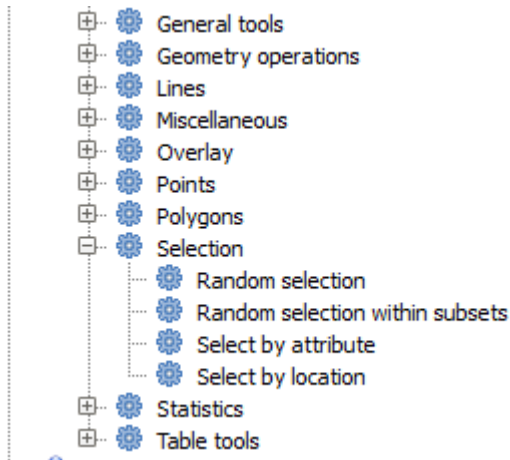 General tools
Geometry operations
Lines
Miscellaneous
Overlay
Points
Polygons
Selection
Random selection
Random selection within subsets
Select by attribute
Select by location
Statistics
Table tools